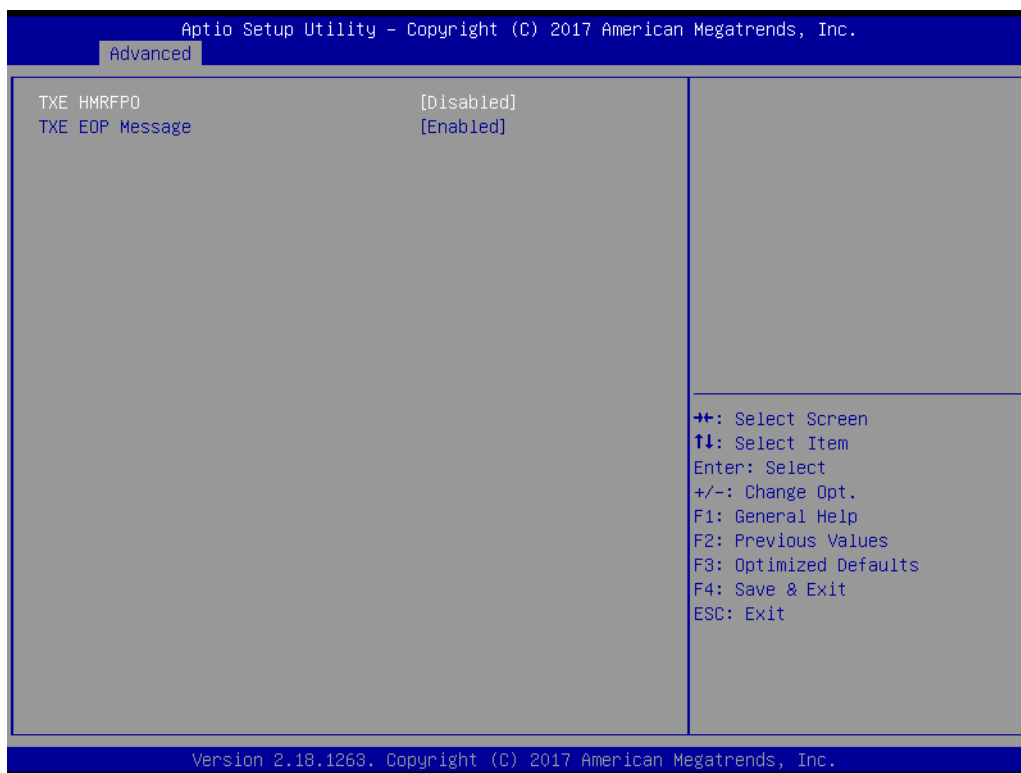 Aptio Setup Utility – Copyright (C) 2017 American Megatrends, Inc.
Advanced
TXE HMRFPO [Disabled]
TXE EOP Message [Enabled]
→←: Select Screen
↑↓: Select Item
Enter: Select
+/-: Change Opt.
F1: General Help
F2: Previous Values
F3: Optimized Defaults
F4: Save & Exit
ESC: Exit
Version 2.18.1263. Copyright (C) 2017 American Megatrends, Inc.